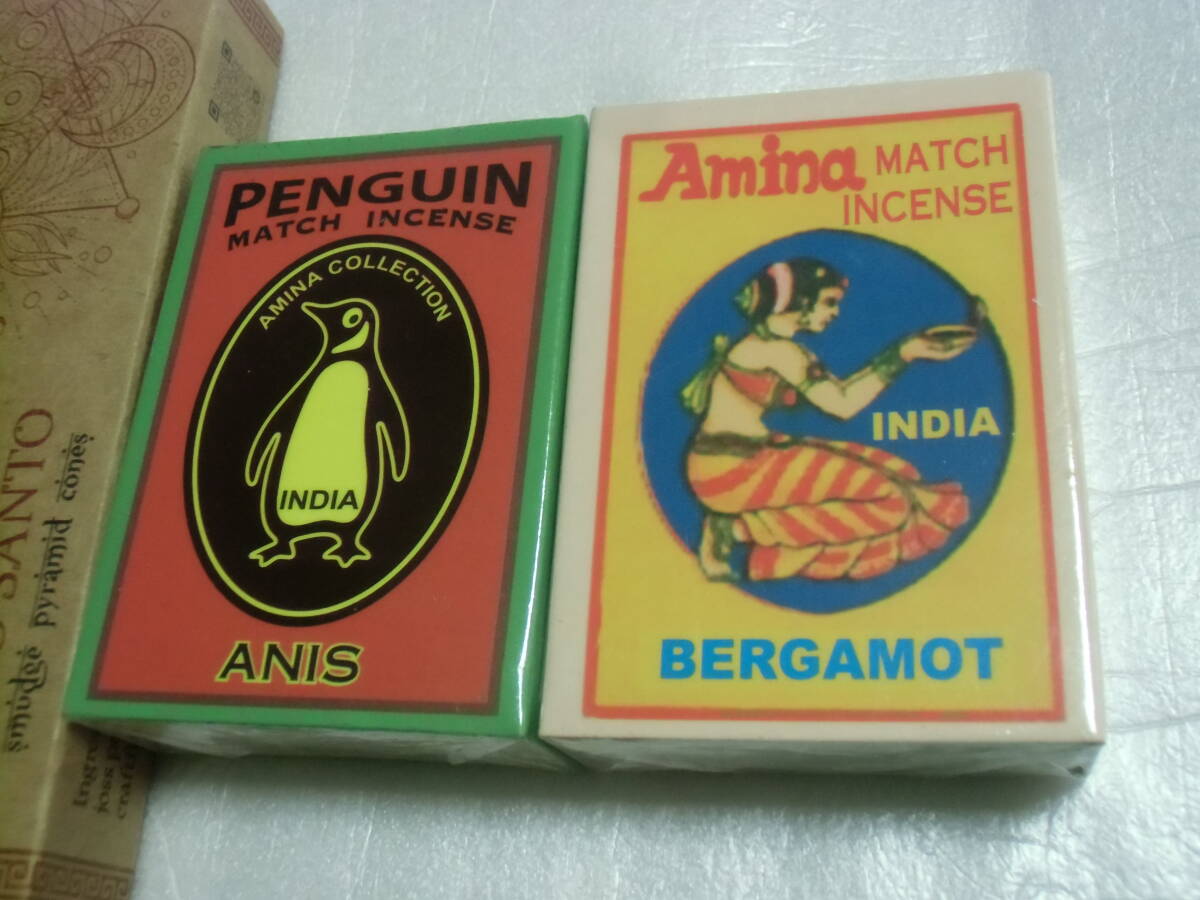 SANTO
smudge pyramid cones
PENGUIN
MATCH INCENSE
AMINA COLLECTION
INDIA
ANIS
Amina MATCH
INCENSE
INDIA
BERGAMOT